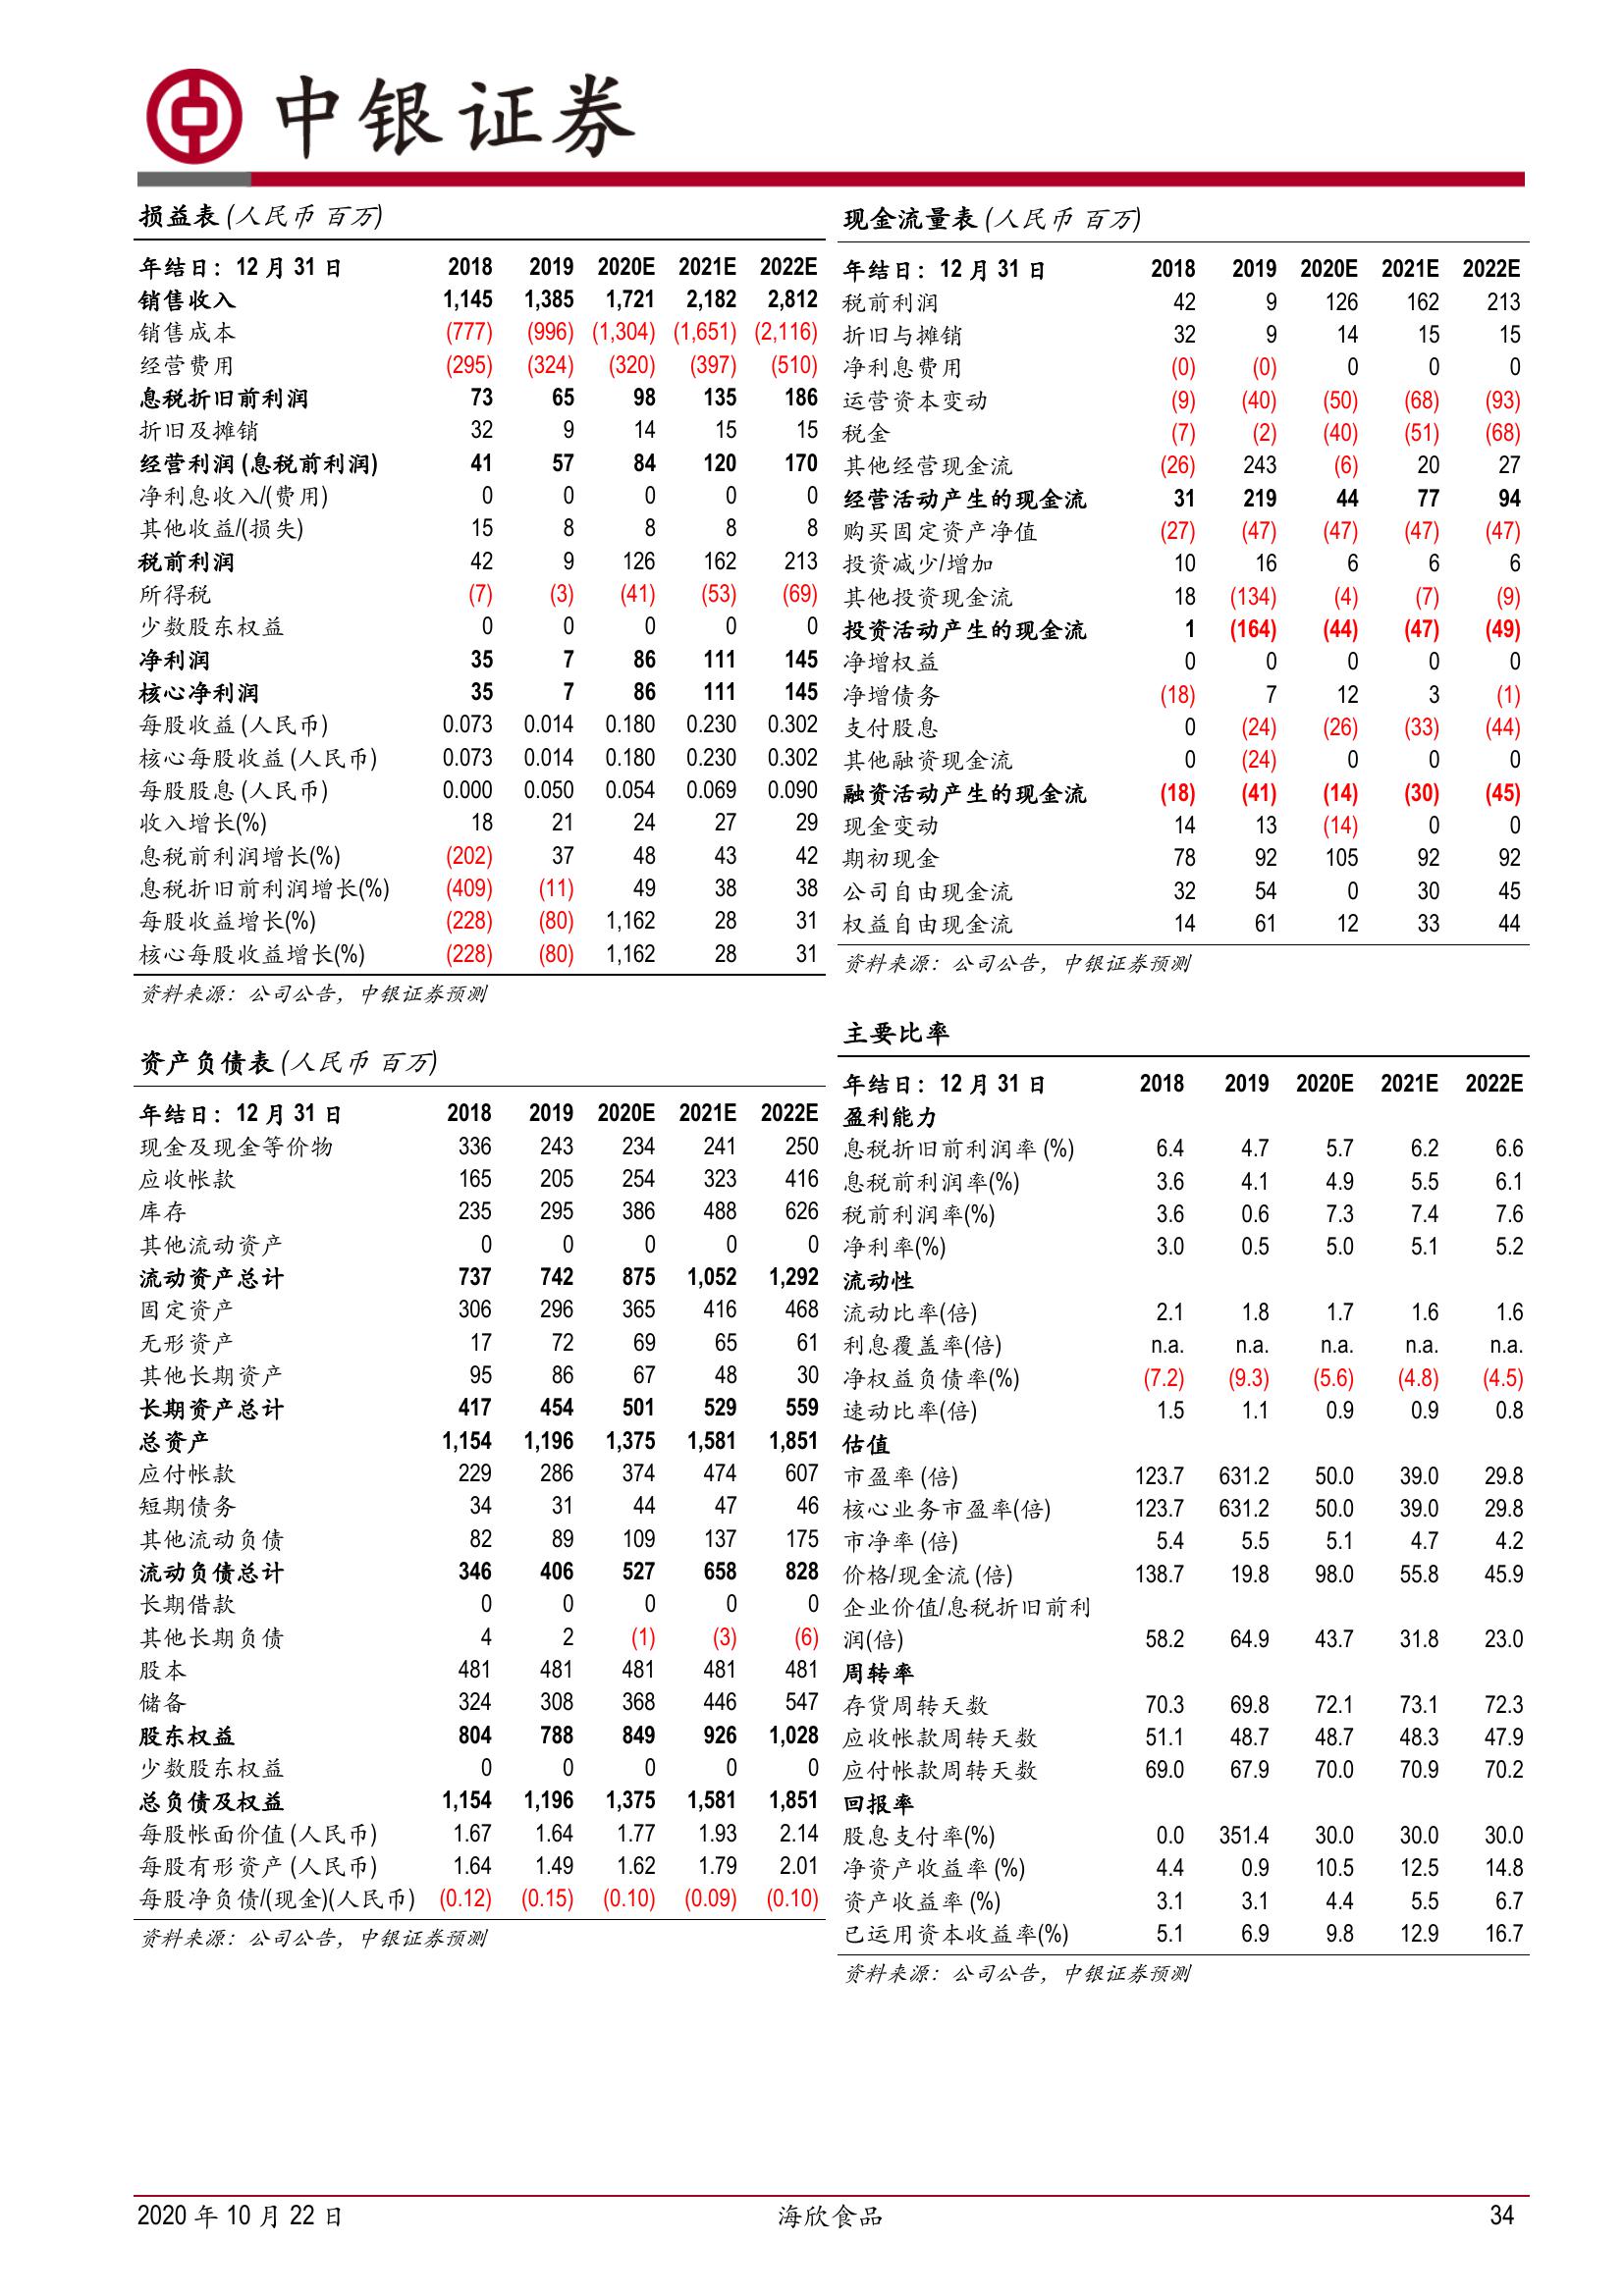 中银证券
损益表 (人民币 百万)
年结日：12 月 31 日 2018 2019 2020E 2021E 2022E
销售收入 1,145 1,385 1,721 2,182 2,812
销售成本 (777) (996) (1,304) (1,651) (2,116)
经营费用 (295) (324) (320) (397) (510)
息税折旧前利润 73 65 98 135 186
折旧及摊销 32 9 14 15 15
经营利润 (息税前利润) 41 57 84 120 170
净利息收入/(费用) 0 0 0 0 0
其他收益/(损失) 15 8 8 8 8
税前利润 42 9 126 162 213
所得税 (7) (3) (41) (53) (69)
少数股东权益 0 0 0 0 0
净利润 35 7 86 111 145
核心净利润 35 7 86 111 145
每股收益 (人民币) 0.073 0.014 0.180 0.230 0.302
核心每股收益 (人民币) 0.073 0.014 0.180 0.230 0.302
每股股息 (人民币) 0.000 0.050 0.054 0.069 0.090
收入增长(%) 18 21 24 27 29
息税前利润增长(%) (202) 37 48 43 42
息税折旧前利润增长(%) (409) (11) 49 38 38
每股收益增长(%) (228) (80) 1,162 28 31
核心每股收益增长(%) (228) (80) 1,162 28 31
资料来源：公司公告，中银证券预测
资产负债表 (人民币 百万)
年结日：12 月 31 日 2018 2019 2020E 2021E 2022E
现金及现金等价物 336 243 234 241 250
应收帐款 165 205 254 323 416
库存 235 295 386 488 626
其他流动资产 0 0 0 0 0
流动资产总计 737 742 875 1,052 1,292
固定资产 306 296 365 416 468
无形资产 17 72 69 65 61
其他长期资产 95 86 67 48 30
长期资产总计 417 454 501 529 559
总资产 1,154 1,196 1,375 1,581 1,851
应付帐款 229 286 374 474 607
短期债务 34 31 44 47 46
其他流动负债 82 89 109 137 175
流动负债总计 346 406 527 658 828
长期借款 0 0 0 0 0
其他长期负债 4 2 (1) (3) (6)
股本 481 481 481 481 481
储备 324 308 368 446 547
股东权益 804 788 849 926 1,028
少数股东权益 0 0 0 0 0
总负债及权益 1,154 1,196 1,375 1,581 1,851
每股帐面价值 (人民币) 1.67 1.64 1.77 1.93 2.14
每股有形资产 (人民币) 1.64 1.49 1.62 1.79 2.01
每股净负债/(现金)(人民币) (0.12) (0.15) (0.10) (0.09) (0.10)
资料来源：公司公告，中银证券预测
现金流量表 (人民币 百万)
年结日：12 月 31 日 2018 2019 2020E 2021E 2022E
税前利润 42 9 126 162 213
折旧与摊销 32 9 14 15 15
净利息费用 (0) (0) 0 0 0
运营资本变动 (9) (40) (50) (68) (93)
税金 (7) (2) (40) (51) (68)
其他经营现金流 (26) 243 (6) 20 27
经营活动产生的现金流 31 219 44 77 94
购买固定资产净值 (27) (47) (47) (47) (47)
投资减少/增加 10 16 6 6 6
其他投资现金流 18 (134) (4) (7) (9)
投资活动产生的现金流 1 (164) (44) (47) (49)
净增权益 0 0 0 0 0
净增债务 (18) 7 12 3 (1)
支付股息 0 (24) (26) (33) (44)
其他融资现金流 0 (24) 0 0 0
融资活动产生的现金流 (18) (41) (14) (30) (45)
现金变动 14 13 (14) 0 0
期初现金 78 92 105 92 92
公司自由现金流 32 54 0 30 45
权益自由现金流 14 61 12 33 44
资料来源：公司公告，中银证券预测
主要比率
年结日：12 月 31 日 2018 2019 2020E 2021E 2022E
盈利能力
息税折旧前利润率 (%) 6.4 4.7 5.7 6.2 6.6
息税前利润率(%) 3.6 4.1 4.9 5.5 6.1
税前利润率(%) 3.6 0.6 7.3 7.4 7.6
净利率(%) 3.0 0.5 5.0 5.1 5.2
流动性
流动比率(倍) 2.1 1.8 1.7 1.6 1.6
利息覆盖率(倍) n.a. n.a. n.a. n.a. n.a.
净权益负债率(%) (7.2) (9.3) (5.6) (4.8) (4.5)
速动比率(倍) 1.5 1.1 0.9 0.9 0.8
估值
市盈率 (倍) 123.7 631.2 50.0 39.0 29.8
核心业务市盈率(倍) 123.7 631.2 50.0 39.0 29.8
市净率 (倍) 5.4 5.5 5.1 4.7 4.2
价格/现金流 (倍) 138.7 19.8 98.0 55.8 45.9
企业价值/息税折旧前利
润(倍) 58.2 64.9 43.7 31.8 23.0
周转率
存货周转天数 70.3 69.8 72.1 73.1 72.3
应收帐款周转天数 51.1 48.7 48.7 48.3 47.9
应付帐款周转天数 69.0 67.9 70.0 70.9 70.2
回报率
股息支付率(%) 0.0 351.4 30.0 30.0 30.0
净资产收益率 (%) 4.4 0.9 10.5 12.5 14.8
资产收益率 (%) 3.1 3.1 4.4 5.5 6.7
已运用资本收益率(%) 5.1 6.9 9.8 12.9 16.7
资料来源：公司公告，中银证券预测
2020 年 10 月 22 日 海欣食品 34